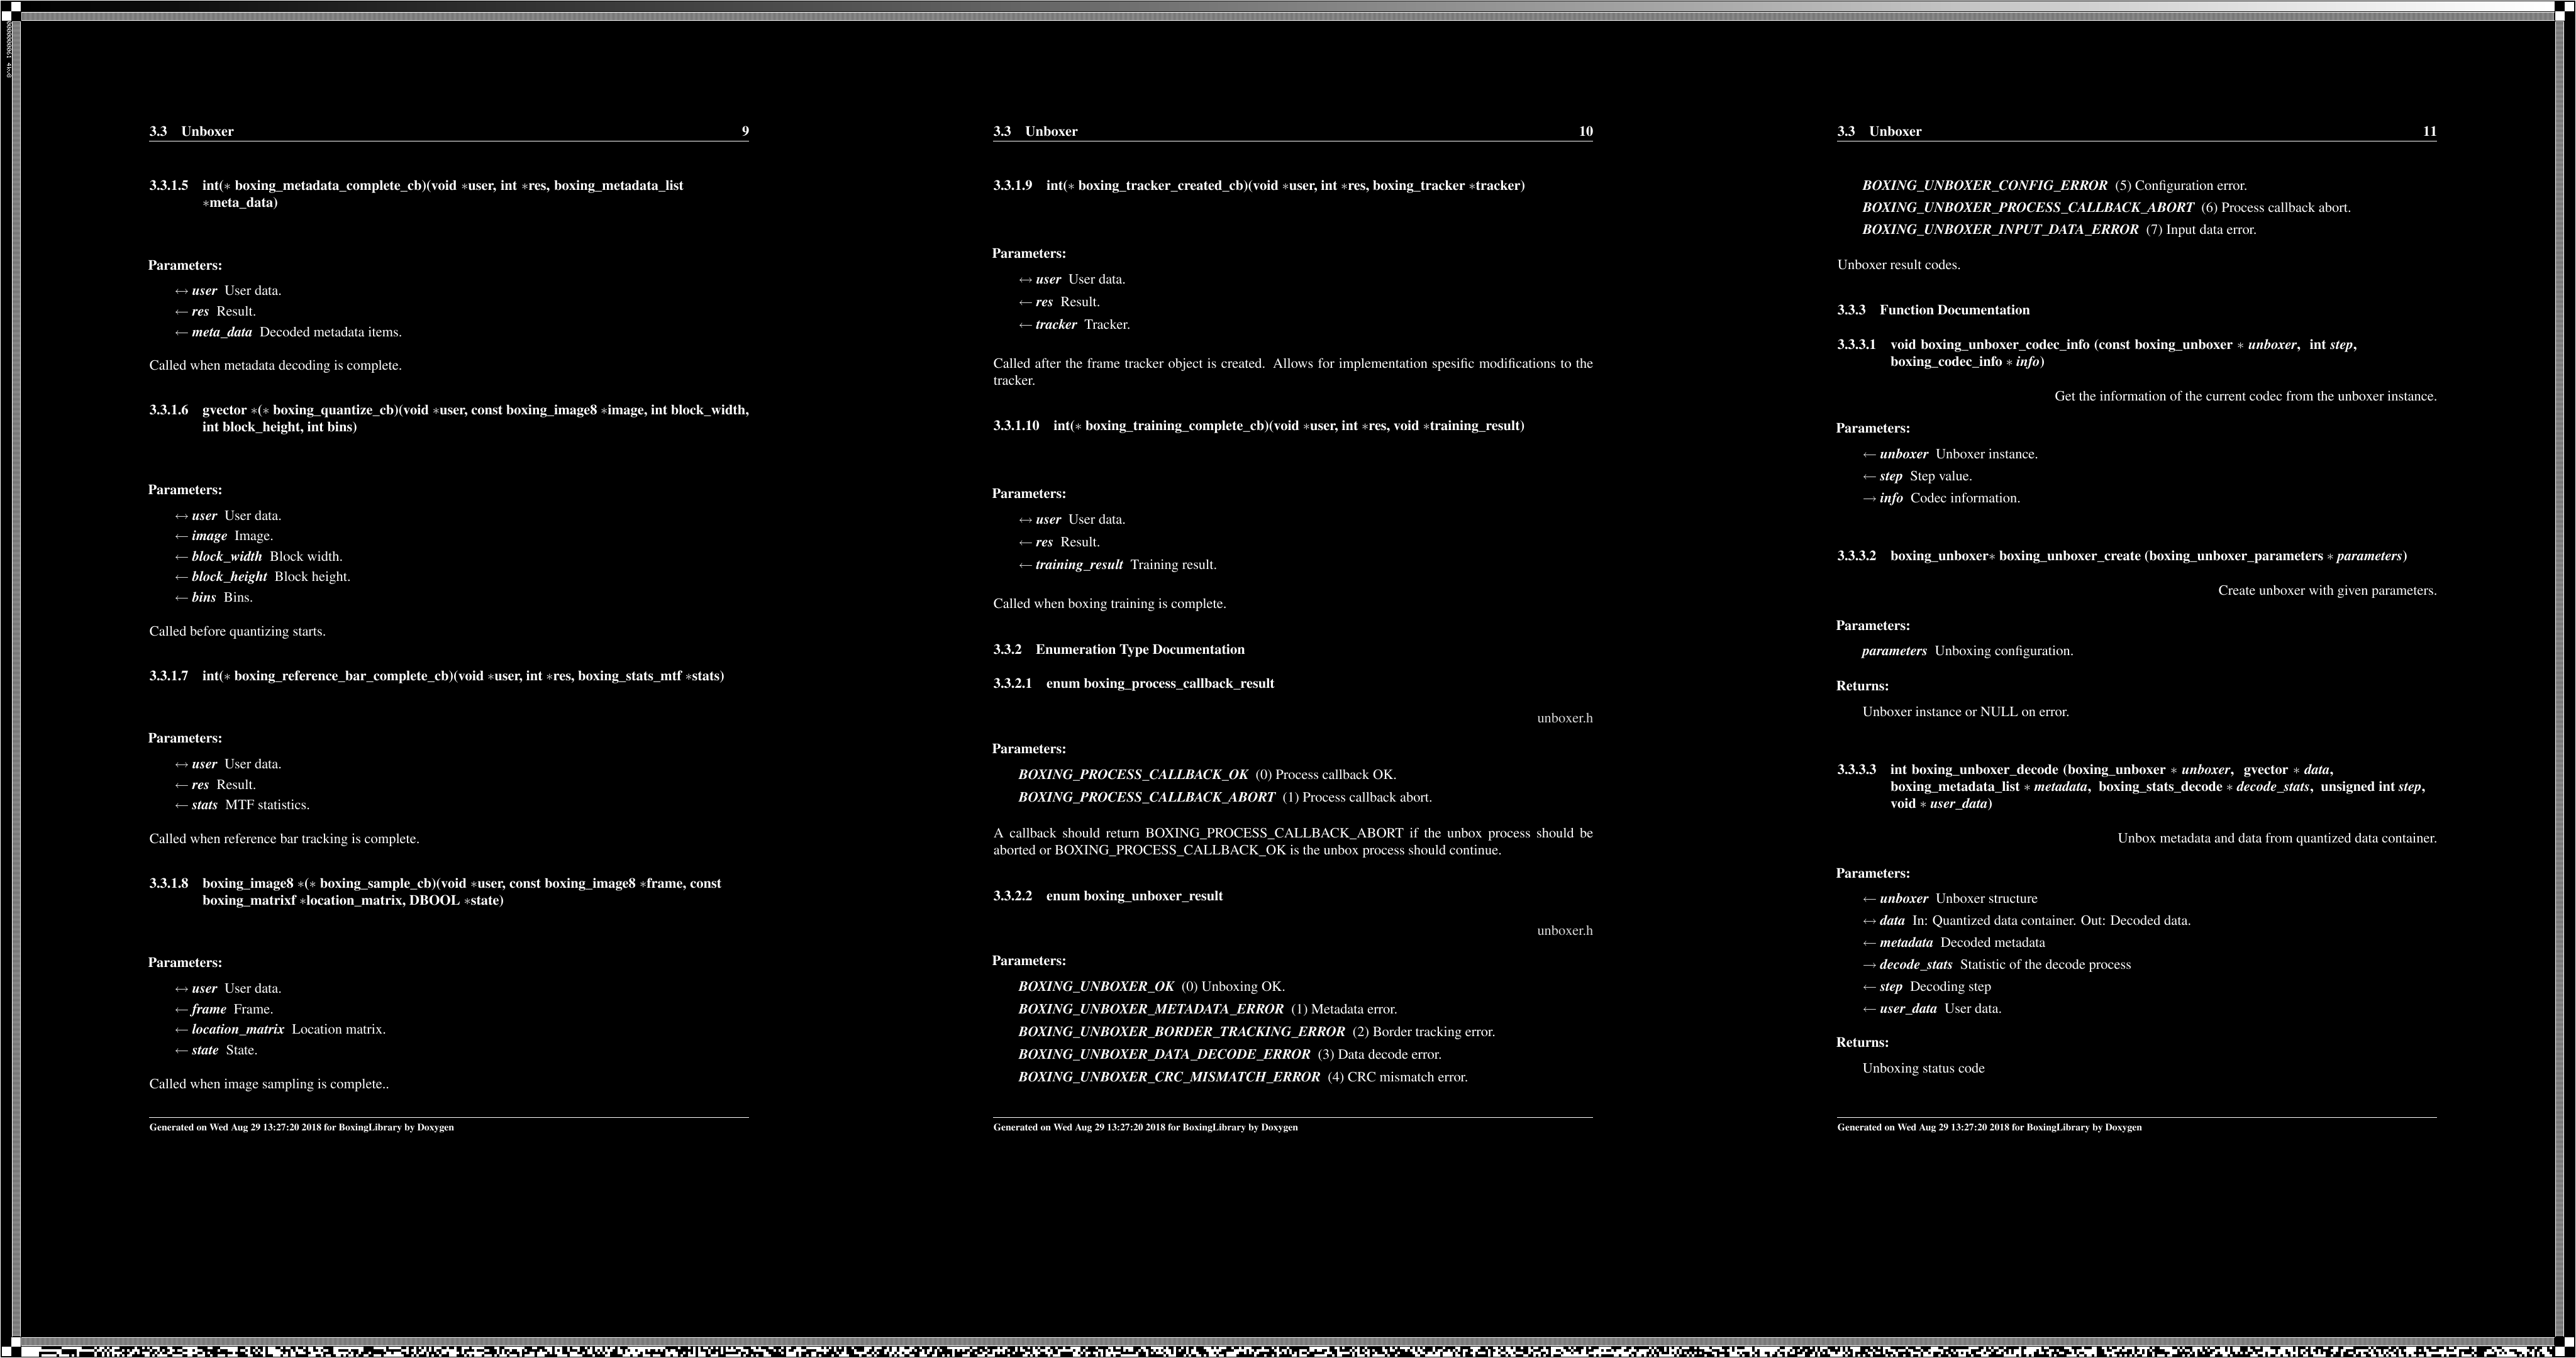 3.3 Unboxer 9
3.3.1.5 int(∗ boxing_metadata_complete_cb)(void ∗user, int ∗res, boxing_metadata_list
∗meta_data)
Parameters:
↔ user User data.
← res Result.
← meta_data Decoded metadata items.
Called when metadata decoding is complete.
3.3.1.6 gvector ∗(∗ boxing_quantize_cb)(void ∗user, const boxing_image8 ∗image, int block_width,
int block_height, int bins)
Parameters:
↔ user User data.
← image Image.
← block_width Block width.
← block_height Block height.
← bins Bins.
Called before quantizing starts.
3.3.1.7 int(∗ boxing_reference_bar_complete_cb)(void ∗user, int ∗res, boxing_stats_mtf ∗stats)
Parameters:
↔ user User data.
← res Result.
← stats MTF statistics.
Called when reference bar tracking is complete.
3.3.1.8 boxing_image8 ∗(∗ boxing_sample_cb)(void ∗user, const boxing_image8 ∗frame, const
boxing_matrixf ∗location_matrix, DBOOL ∗state)
Parameters:
↔ user User data.
← frame Frame.
← location_matrix Location matrix.
← state State.
Called when image sampling is complete..
Generated on Wed Aug 29 13:27:20 2018 for BoxingLibrary by Doxygen
3.3 Unboxer 10
3.3.1.9 int(∗ boxing_tracker_created_cb)(void ∗user, int ∗res, boxing_tracker ∗tracker)
Parameters:
↔ user User data.
← res Result.
← tracker Tracker.
Called after the frame tracker object is created. Allows for implementation spesific modifications to the
tracker.
3.3.1.10 int(∗ boxing_training_complete_cb)(void ∗user, int ∗res, void ∗training_result)
Parameters:
↔ user User data.
← res Result.
← training_result Training result.
Called when boxing training is complete.
3.3.2 Enumeration Type Documentation
3.3.2.1 enum boxing_process_callback_result
unboxer.h
Parameters:
BOXING_PROCESS_CALLBACK_OK (0) Process callback OK.
BOXING_PROCESS_CALLBACK_ABORT (1) Process callback abort.
A callback should return BOXING_PROCESS_CALLBACK_ABORT if the unbox process should be
aborted or BOXING_PROCESS_CALLBACK_OK is the unbox process should continue.
3.3.2.2 enum boxing_unboxer_result
unboxer.h
Parameters:
BOXING_UNBOXER_OK (0) Unboxing OK.
BOXING_UNBOXER_METADATA_ERROR (1) Metadata error.
BOXING_UNBOXER_BORDER_TRACKING_ERROR (2) Border tracking error.
BOXING_UNBOXER_DATA_DECODE_ERROR (3) Data decode error.
BOXING_UNBOXER_CRC_MISMATCH_ERROR (4) CRC mismatch error.
Generated on Wed Aug 29 13:27:20 2018 for BoxingLibrary by Doxygen
3.3 Unboxer 11
BOXING_UNBOXER_CONFIG_ERROR (5) Configuration error.
BOXING_UNBOXER_PROCESS_CALLBACK_ABORT (6) Process callback abort.
BOXING_UNBOXER_INPUT_DATA_ERROR (7) Input data error.
Unboxer result codes.
3.3.3 Function Documentation
3.3.3.1 void boxing_unboxer_codec_info (const boxing_unboxer ∗ unboxer, int step,
boxing_codec_info ∗ info)
Get the information of the current codec from the unboxer instance.
Parameters:
← unboxer Unboxer instance.
← step Step value.
→ info Codec information.
3.3.3.2 boxing_unboxer∗ boxing_unboxer_create (boxing_unboxer_parameters ∗ parameters)
Create unboxer with given parameters.
Parameters:
parameters Unboxing configuration.
Returns:
Unboxer instance or NULL on error.
3.3.3.3 int boxing_unboxer_decode (boxing_unboxer ∗ unboxer, gvector ∗ data,
boxing_metadata_list ∗ metadata, boxing_stats_decode ∗ decode_stats, unsigned int step,
void ∗ user_data)
Unbox metadata and data from quantized data container.
Parameters:
← unboxer Unboxer structure
↔ data In: Quantized data container. Out: Decoded data.
← metadata Decoded metadata
→ decode_stats Statistic of the decode process
← step Decoding step
← user_data User data.
Returns:
Unboxing status code
Generated on Wed Aug 29 13:27:20 2018 for BoxingLibrary by Doxygen